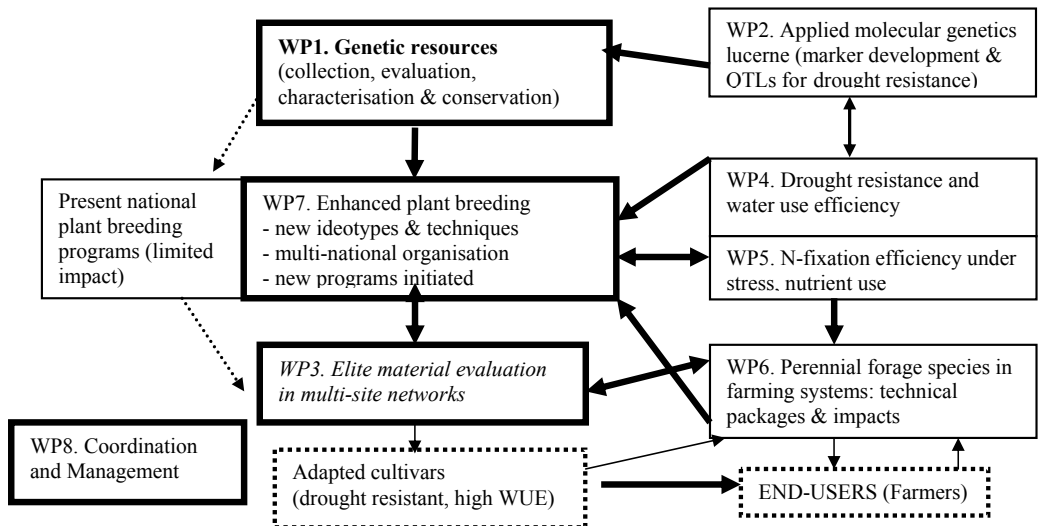 WP1. Genetic resources
(collection, evaluation,
characterisation & conservation)
WP2. Applied molecular genetics
lucerne (marker development &
QTLs for drought resistance)
Present national
plant breeding
programs (limited
impact)
WP7. Enhanced plant breeding
- new ideotypes & techniques
- multi-national organisation
- new programs initiated
WP4. Drought resistance and
water use efficiency
WP5. N-fixation efficiency under
stress, nutrient use
WP3. Elite material evaluation
in multi-site networks
WP6. Perennial forage species in
farming systems: technical
packages & impacts
WP8. Coordination
and Management
Adapted cultivars
(drought resistant, high WUE)
END-USERS (Farmers)